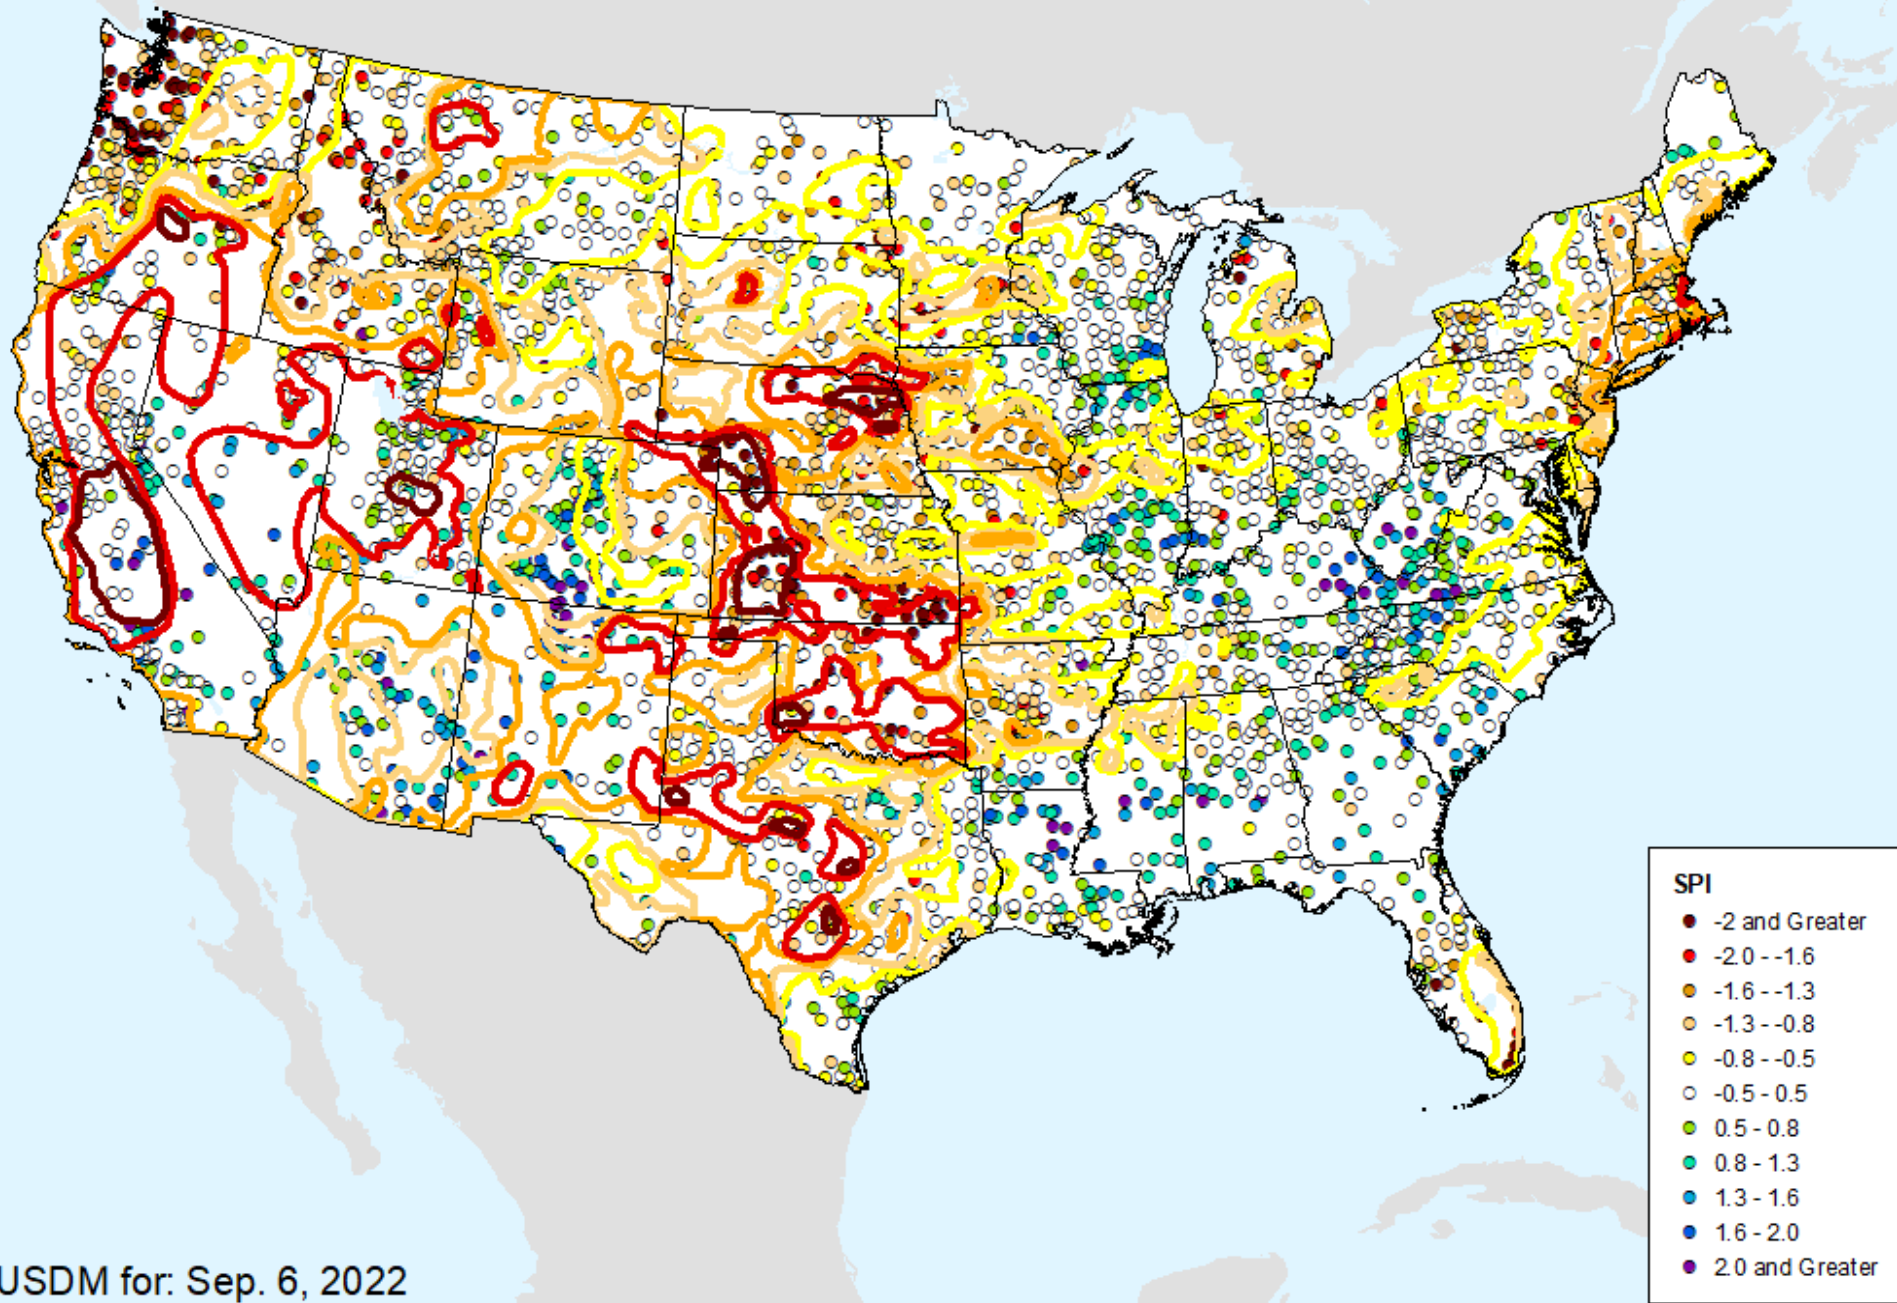 SPI
-2 and Greater
-2.0 - -1.6
-1.6 - -1.3
-1.3 - -0.8
-0.8 - -0.5
-0.5 - 0.5
0.5 - 0.8
0.8 - 1.3
1.3 - 1.6
1.6 - 2.0
2.0 and Greater
USDM for: Sep. 6, 2022